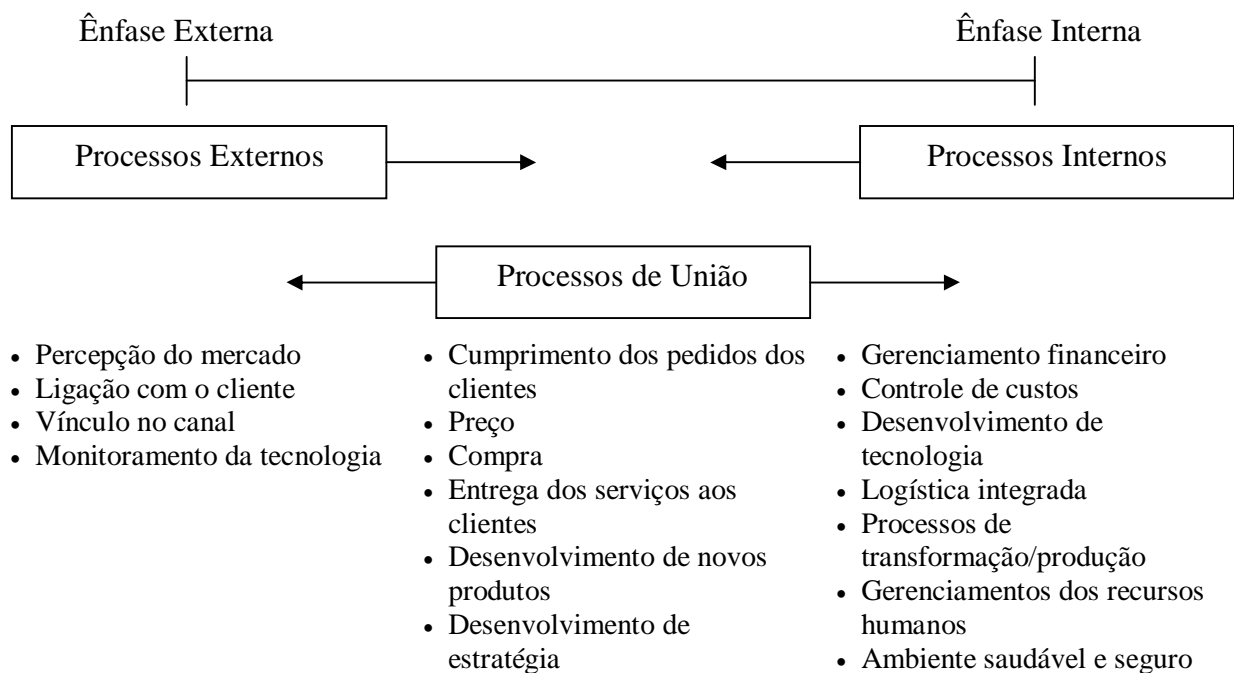 Ênfase Externa
Ênfase Interna
Processos Externos
Processos Internos
Processos de União
• Percepção do mercado
• Ligação com o cliente
• Vínculo no canal
• Monitoramento da tecnologia
• Cumprimento dos pedidos dos
clientes
• Preço
• Compra
• Entrega dos serviços aos
clientes
• Desenvolvimento de novos
produtos
• Desenvolvimento de
estratégia
• Gerenciamento financeiro
• Controle de custos
• Desenvolvimento de
tecnologia
• Logística integrada
• Processos de
transformação/produção
• Gerenciamentos dos recursos
humanos
• Ambiente saudável e seguro